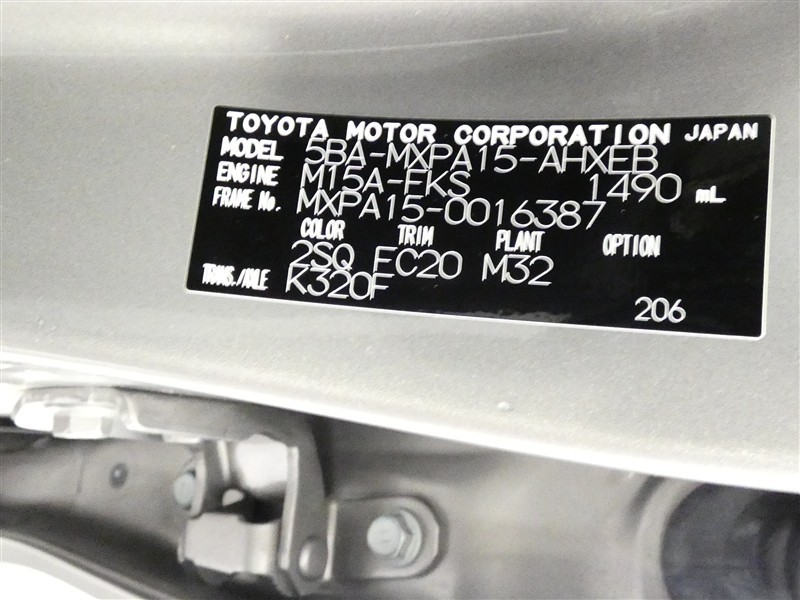 TOYOTA MOTOR CORPORATION JAPAN
MODEL 5BA-MXPA15-AHXEB
ENGINE M15A-FKS 1490 mL
FRAME No. MXPA15-0016387
COLOR TRIM PLANT OPTION
2SQ EC20 M32
TRANS./AXLE K320F
206